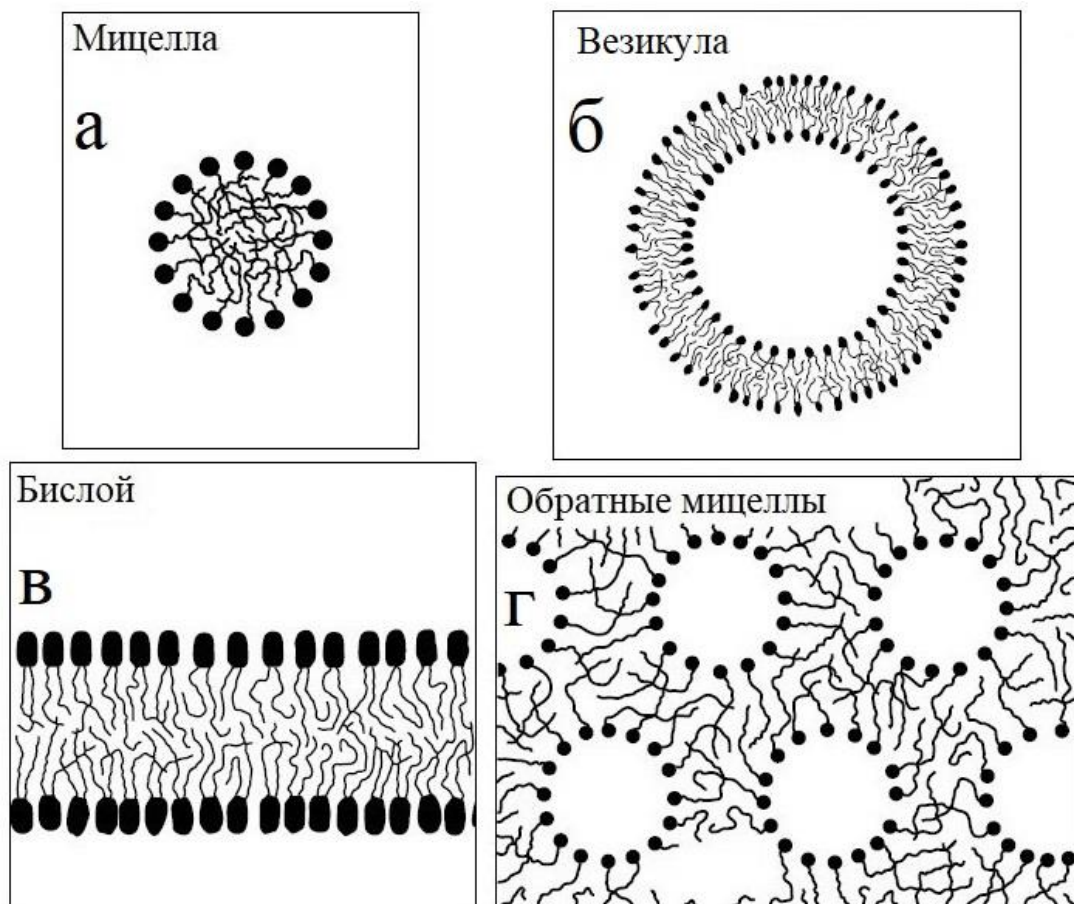 Мицелла
а
Везикула
б
Бислой
в
Обратные мицеллы
г